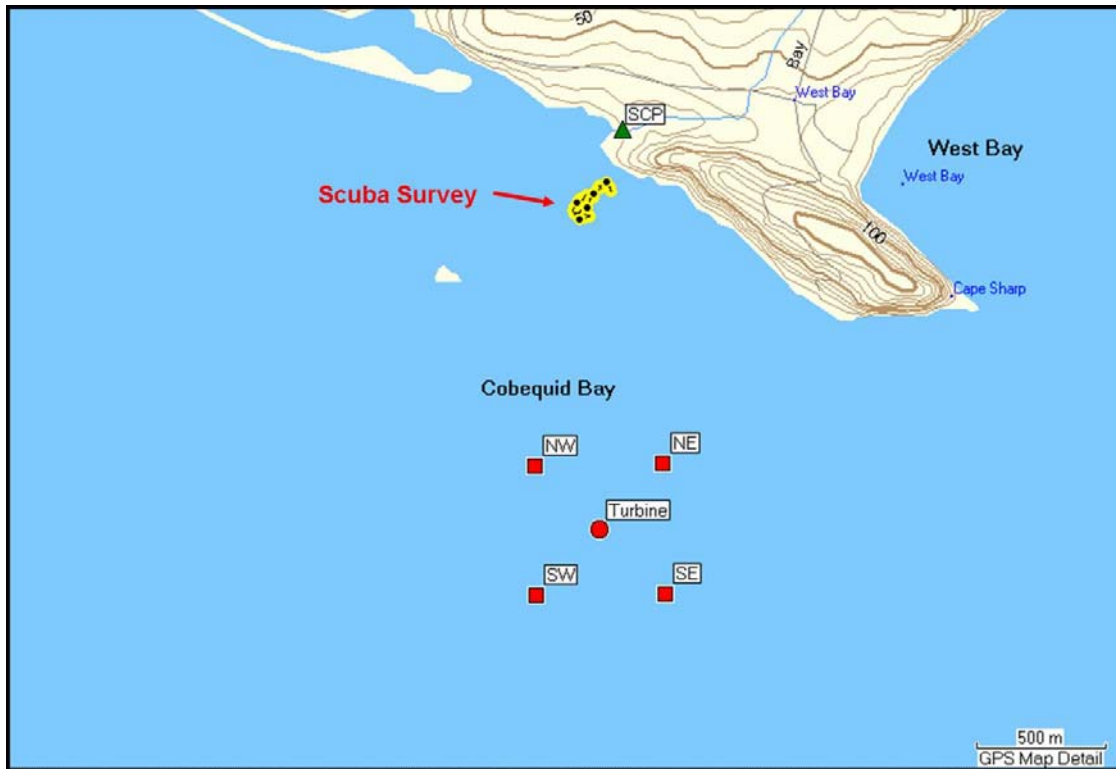 50
Bay
West Bay
SCP
West Bay
West Bay
Scuba Survey
100
Cape Sharp
Cobequid Bay
NW
NE
Turbine
SW
SE
500 m
GPS Map Detail